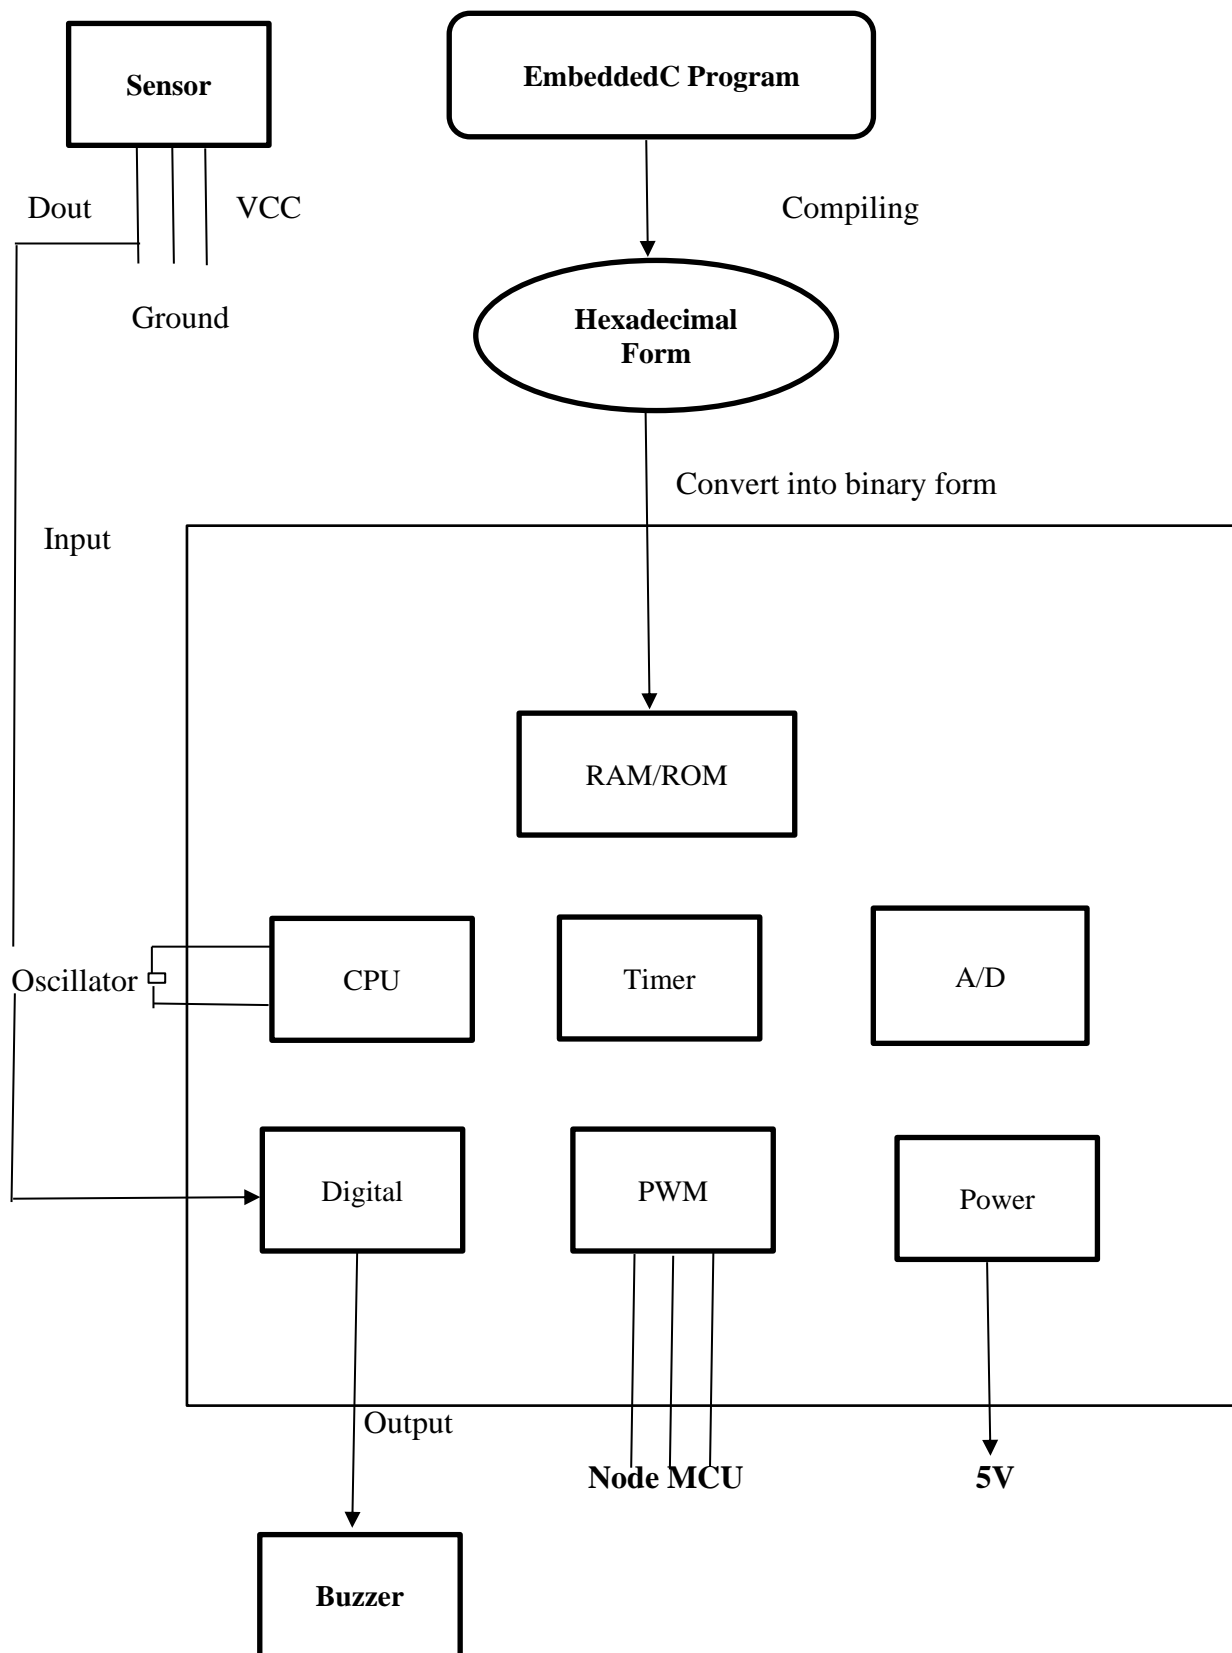 Sensor
EmbeddedC Program
Dout
VCC
Compiling
Ground
Hexadecimal
Form
Convert into binary form
Input
RAM/ROM
Oscillator
CPU
Timer
A/D
Digital
PWM
Power
Output
Node MCU
5V
Buzzer